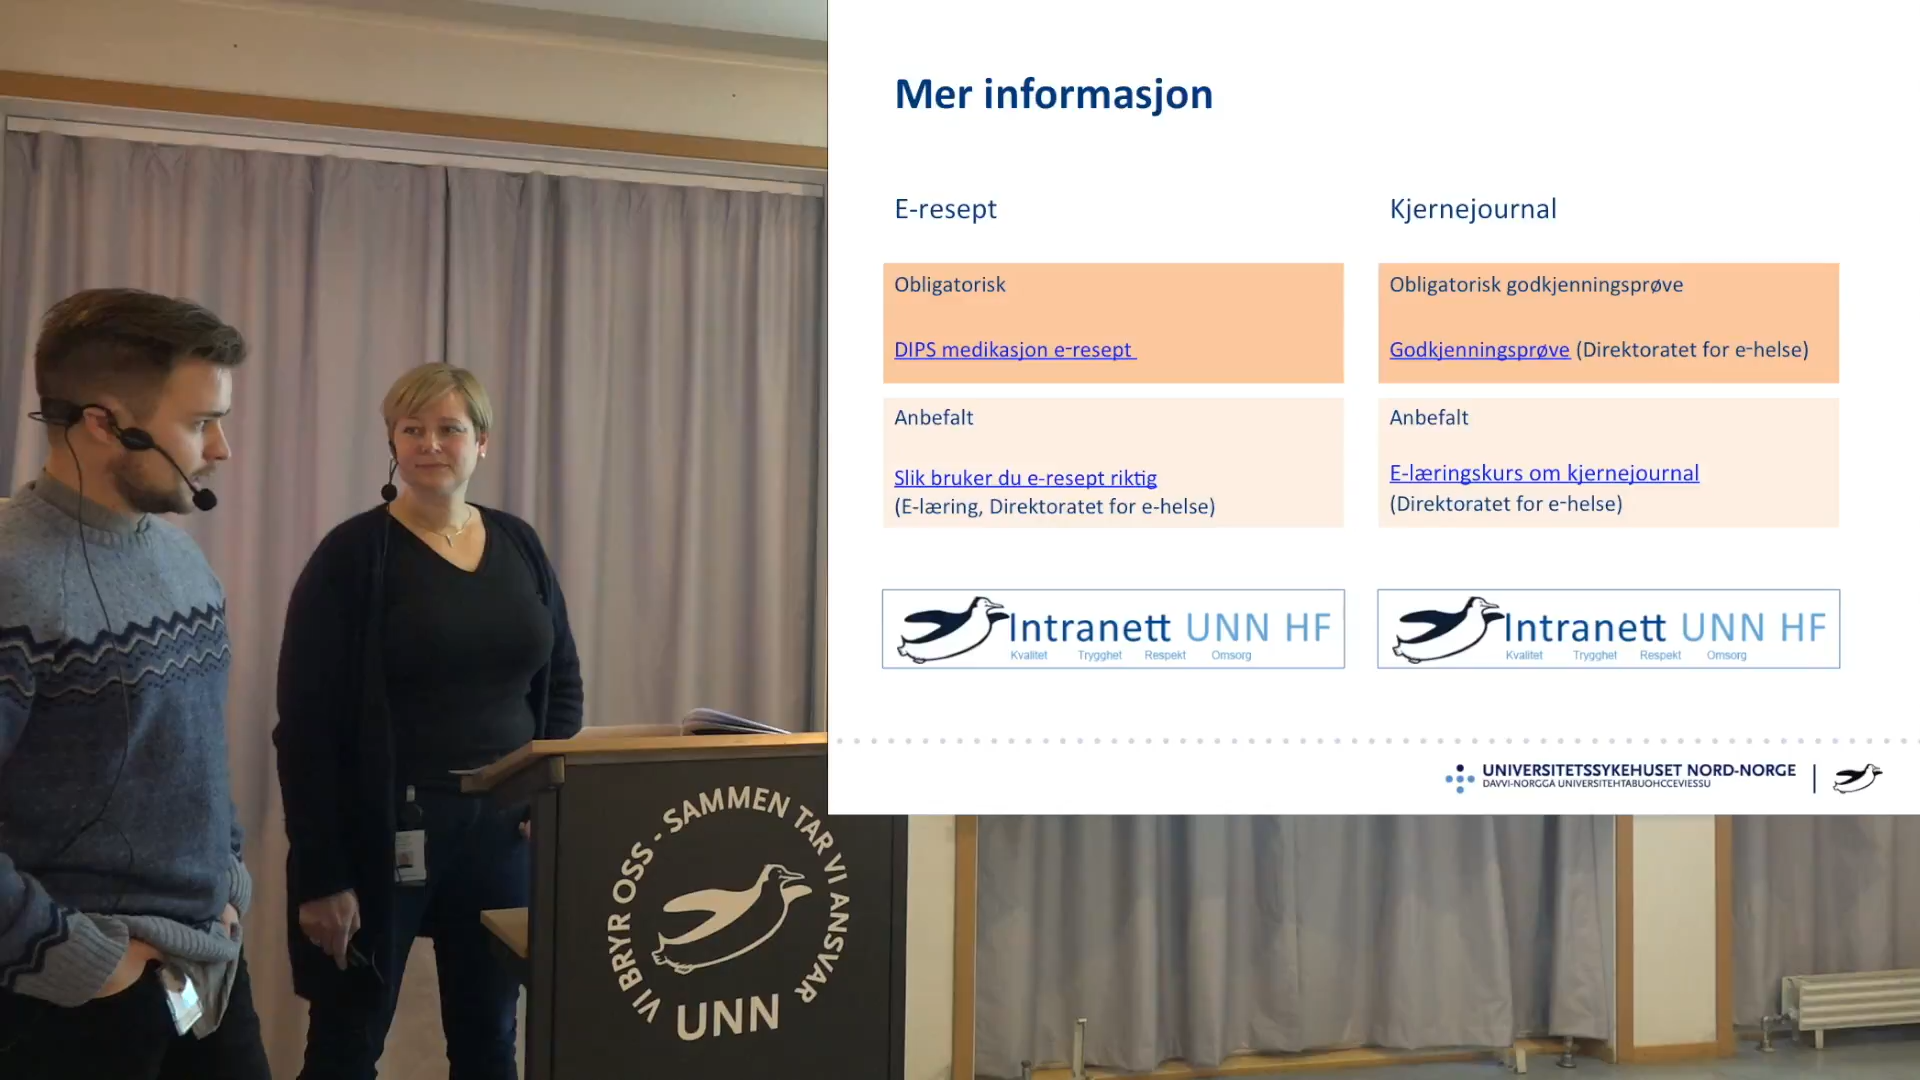 Mer informasjon
E-resept
Obligatorisk
DIPS medikasjon e-resept
Anbefalt
Slik bruker du e-resept riktig
(E-læring, Direktoratet for e-helse)
Intranett UNN HF
Kvalitet Trygghet Respekt Omsorg
Kjernejournal
Obligatorisk godkjenningsprøve
Godkjenningsprøve (Direktoratet for e-helse)
Anbefalt
E-læringskurs om kjernejournal
(Direktoratet for e-helse)
Intranett UNN HF
Kvalitet Trygghet Respekt Omsorg
UNIVERSITETSSYKEHUSET NORD-NORGE
DAVVI-NORGGA UNIVERSITEHTABUOHCCEVIESSU
VI BRYR OSS - SAMMEN TAR VI ANSVAR
UNN